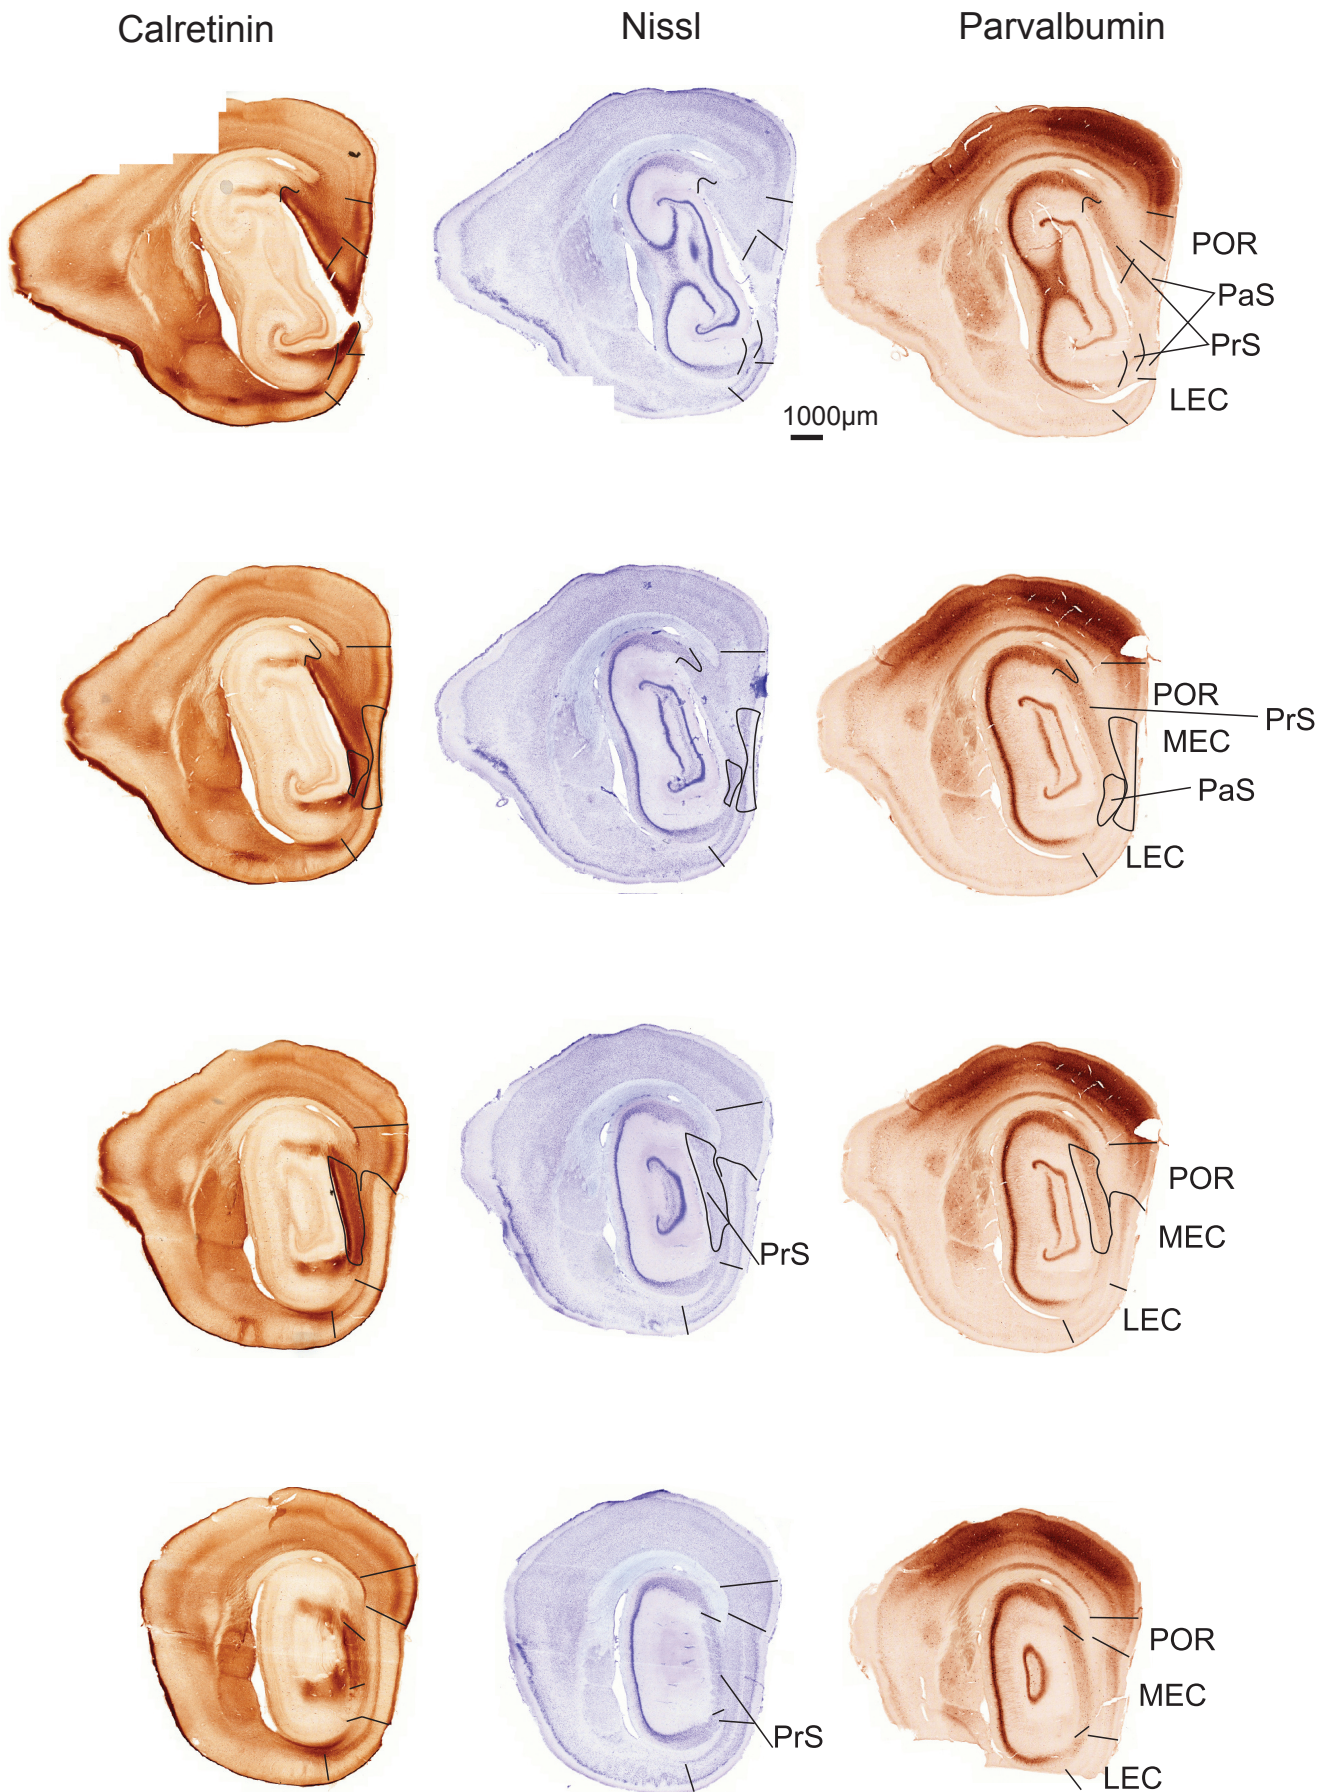 Calretinin
Nissl
Parvalbumin
POR
PaS
PrS
LEC
1000µm
POR
PrS
MEC
PaS
LEC
POR
MEC
PrS
LEC
POR
MEC
PrS
LEC